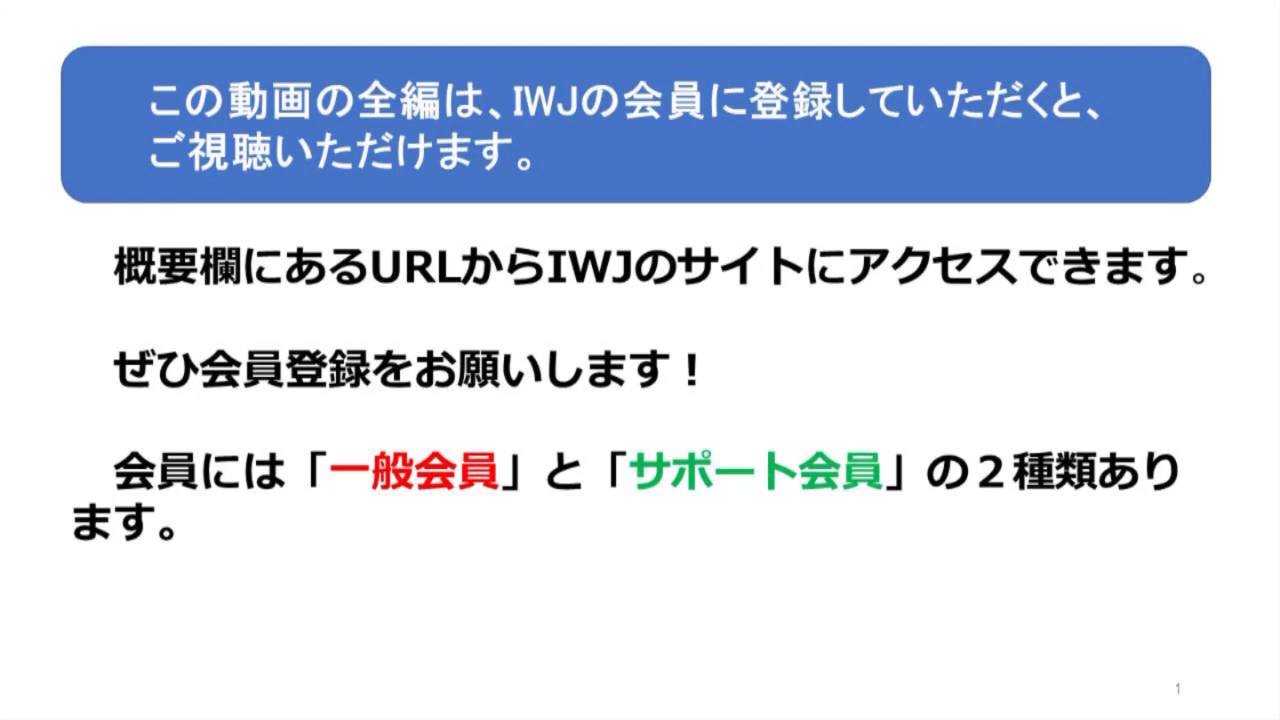 この動画の全編は、IWJの会員に登録していただくと、
ご視聴いただけます。
概要欄にあるURLからIWJのサイトにアクセスできます。
ぜひ会員登録をお願いします！
会員には「一般会員」と「サポート会員」の２種類あり
ます。
1